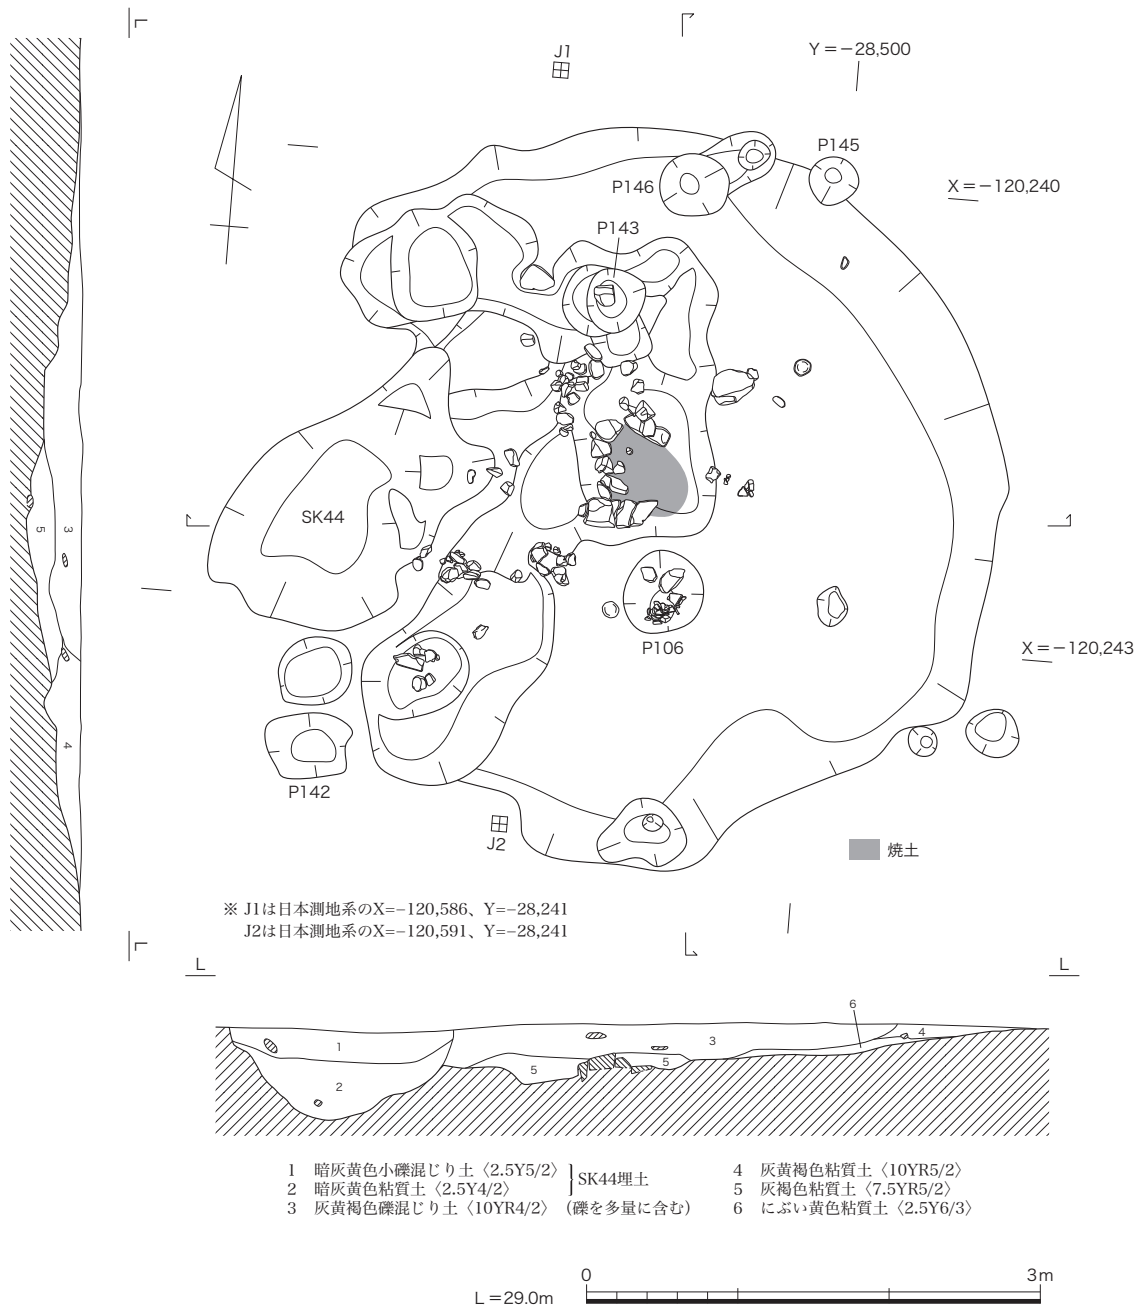 J1
Y＝−28,500
P145
P146
X＝−120,240
P143
SK44
5
3
4
P106
X＝−120,243
P142
J2
焼土
※ J1は日本測地系のX=−120,586、Y=−28,241
J2は日本測地系のX=−120,591、Y=−28,241
L
L
6
1
3
4
2
5
5
1　暗灰黄色小礫混じり土〈2.5Y5/2〉
2　暗灰黄色粘質土〈2.5Y4/2〉
SK44埋土
3　灰黄褐色礫混じり土〈10YR4/2〉（礫を多量に含む）
4　灰黄褐色粘質土〈10YR5/2〉
5　灰褐色粘質土〈7.5YR5/2〉
6　にぶい黄色粘質土〈2.5Y6/3〉
0
3m
L＝29.0m